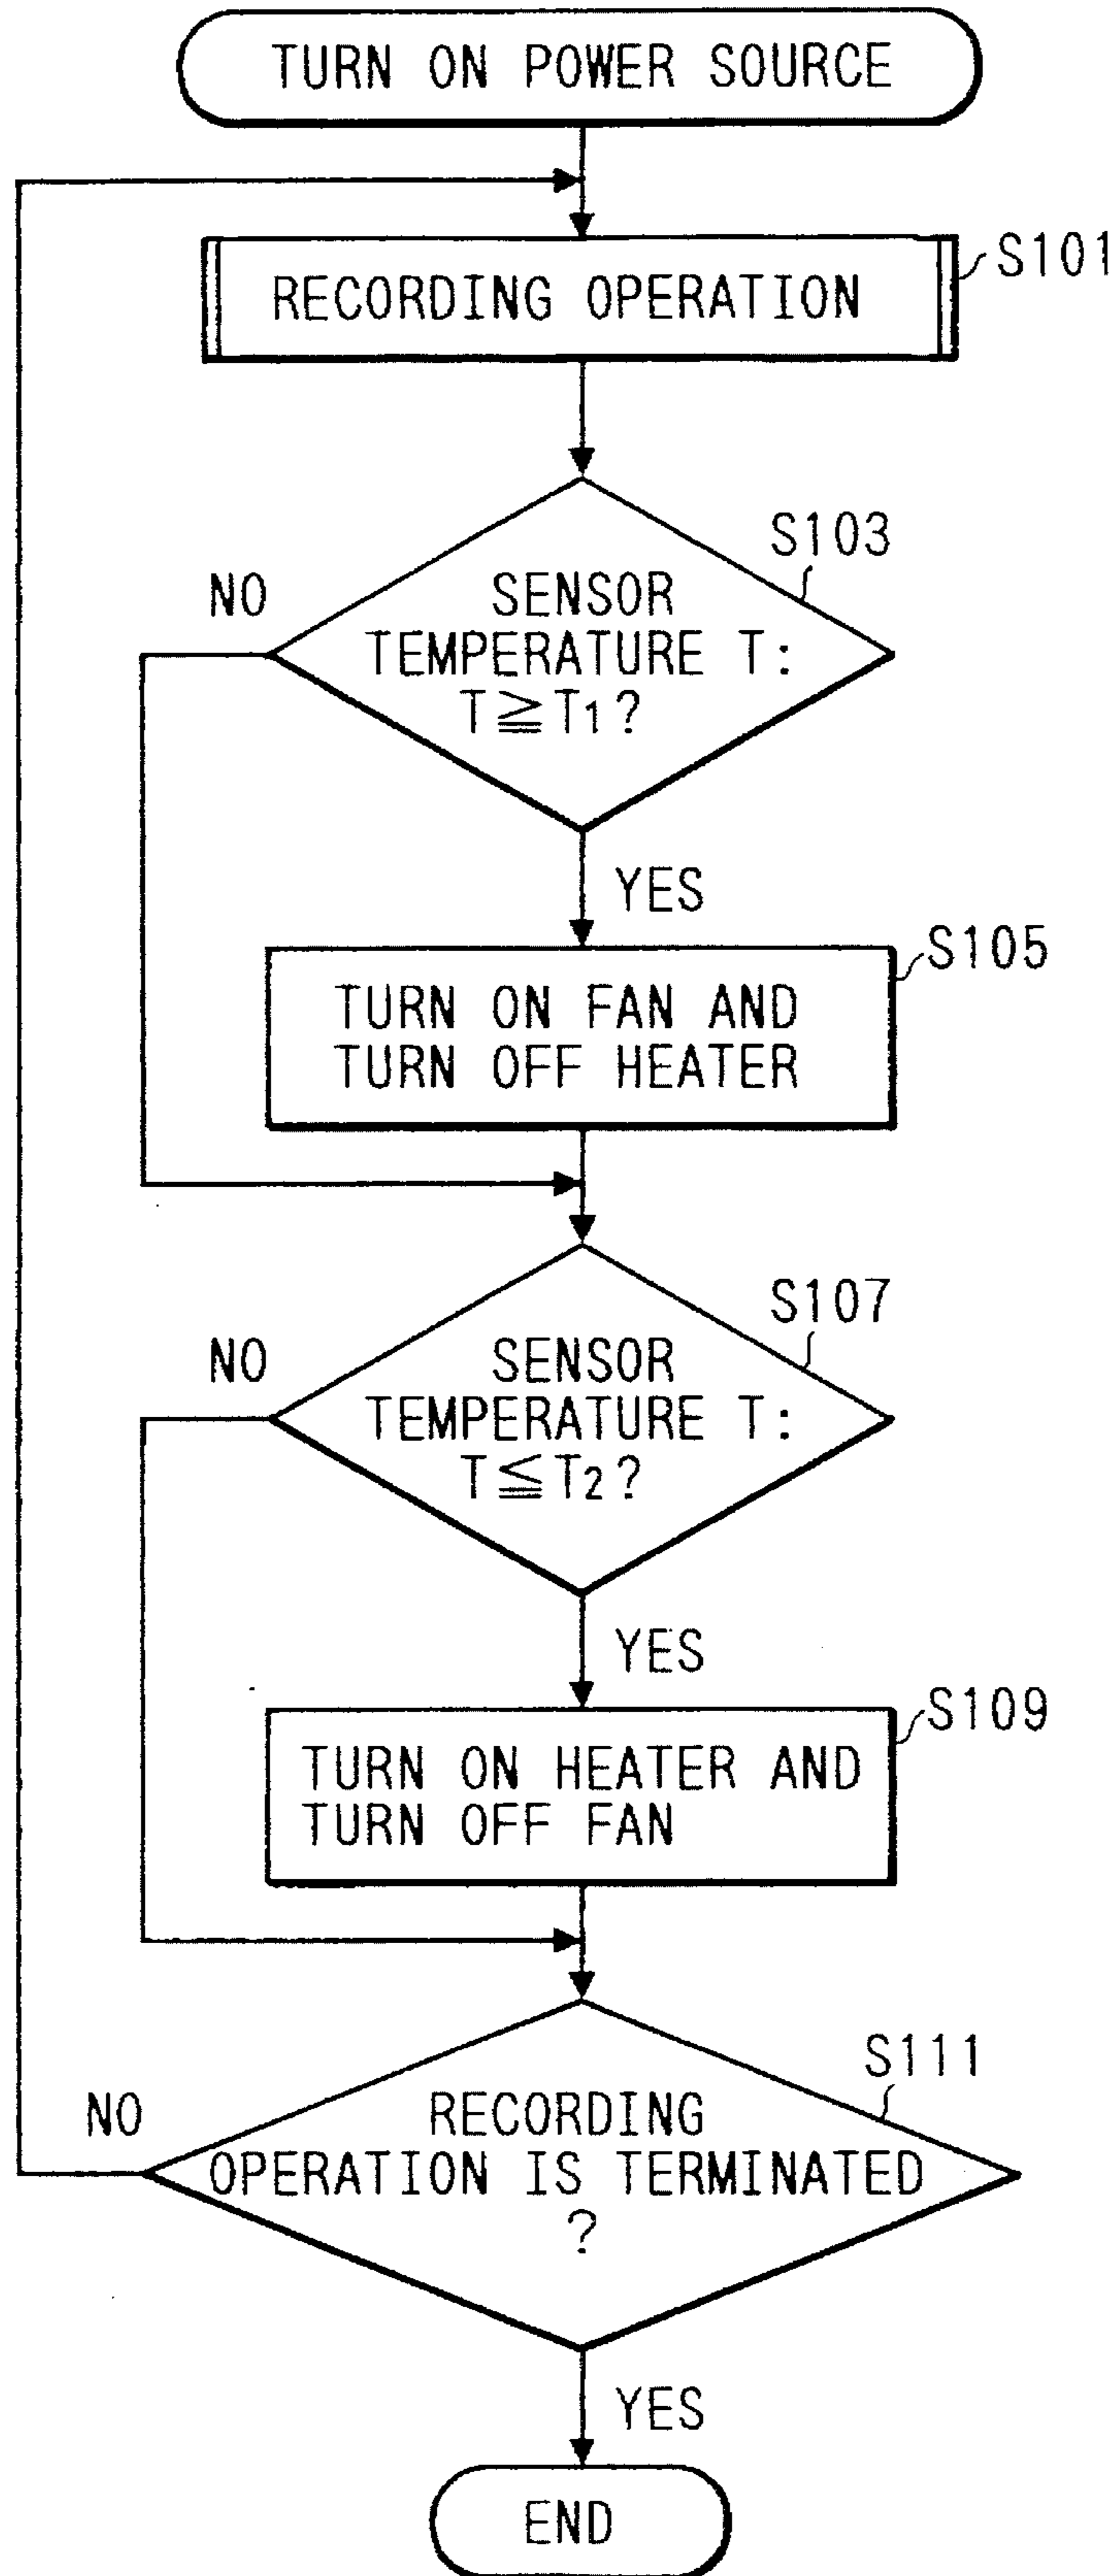 TURN ON POWER SOURCE
RECORDING OPERATION
S101
S103
NO
SENSOR
TEMPERATURE T:
T≧T1?
YES
S105
TURN ON FAN AND
TURN OFF HEATER
S107
NO
SENSOR
TEMPERATURE T:
T≦T2?
YES
S109
TURN ON HEATER AND
TURN OFF FAN
S111
NO
RECORDING
OPERATION IS TERMINATED
?
YES
END